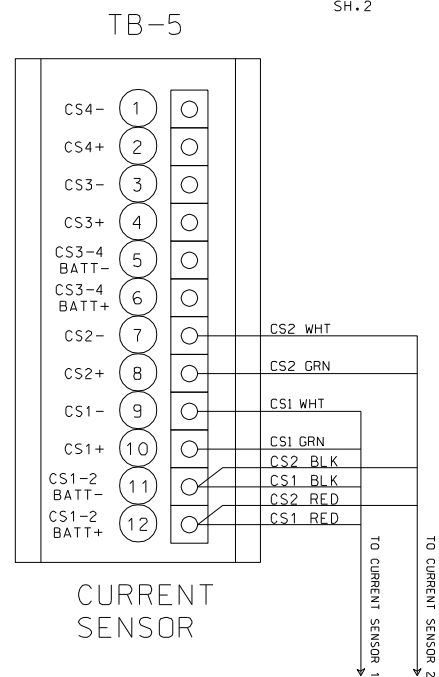 SH.2
TB-5
CS4- 1
CS4+ 2
CS3- 3
CS3+ 4
CS3-4
BATT- 5
CS3-4
BATT+ 6
CS2- 7 CS2 WHT
CS2+ 8 CS2 GRN
CS1- 9 CS1 WHT
CS1+ 10 CS1 GRN
CS2 BLK
CS1-2
BATT- 11 CS1 BLK
CS2 RED
CS1-2
BATT+ 12 CS1 RED
TO CURRENT SENSOR 1
TO CURRENT SENSOR 2
CURRENT
SENSOR